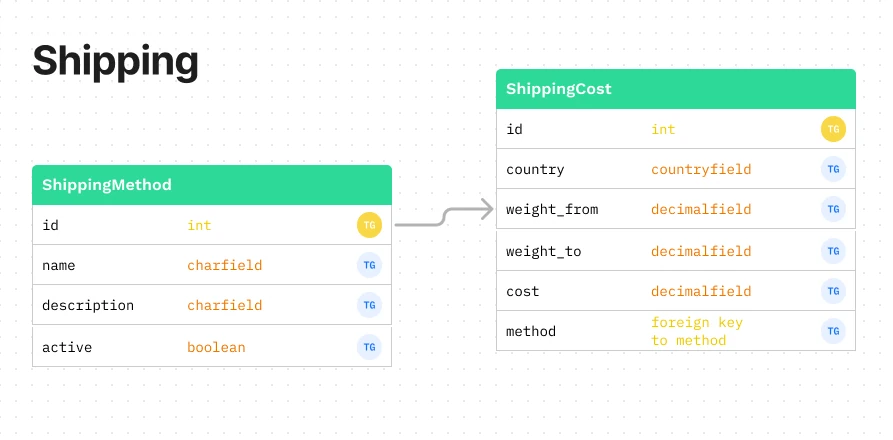 Shipping
ShippingMethod
id int TG
name charfield TG
description charfield TG
active boolean TG
ShippingCost
id int TG
country countryfield TG
weight_from decimalfield TG
weight_to decimalfield TG
cost decimalfield TG
method foreign key TG
to method